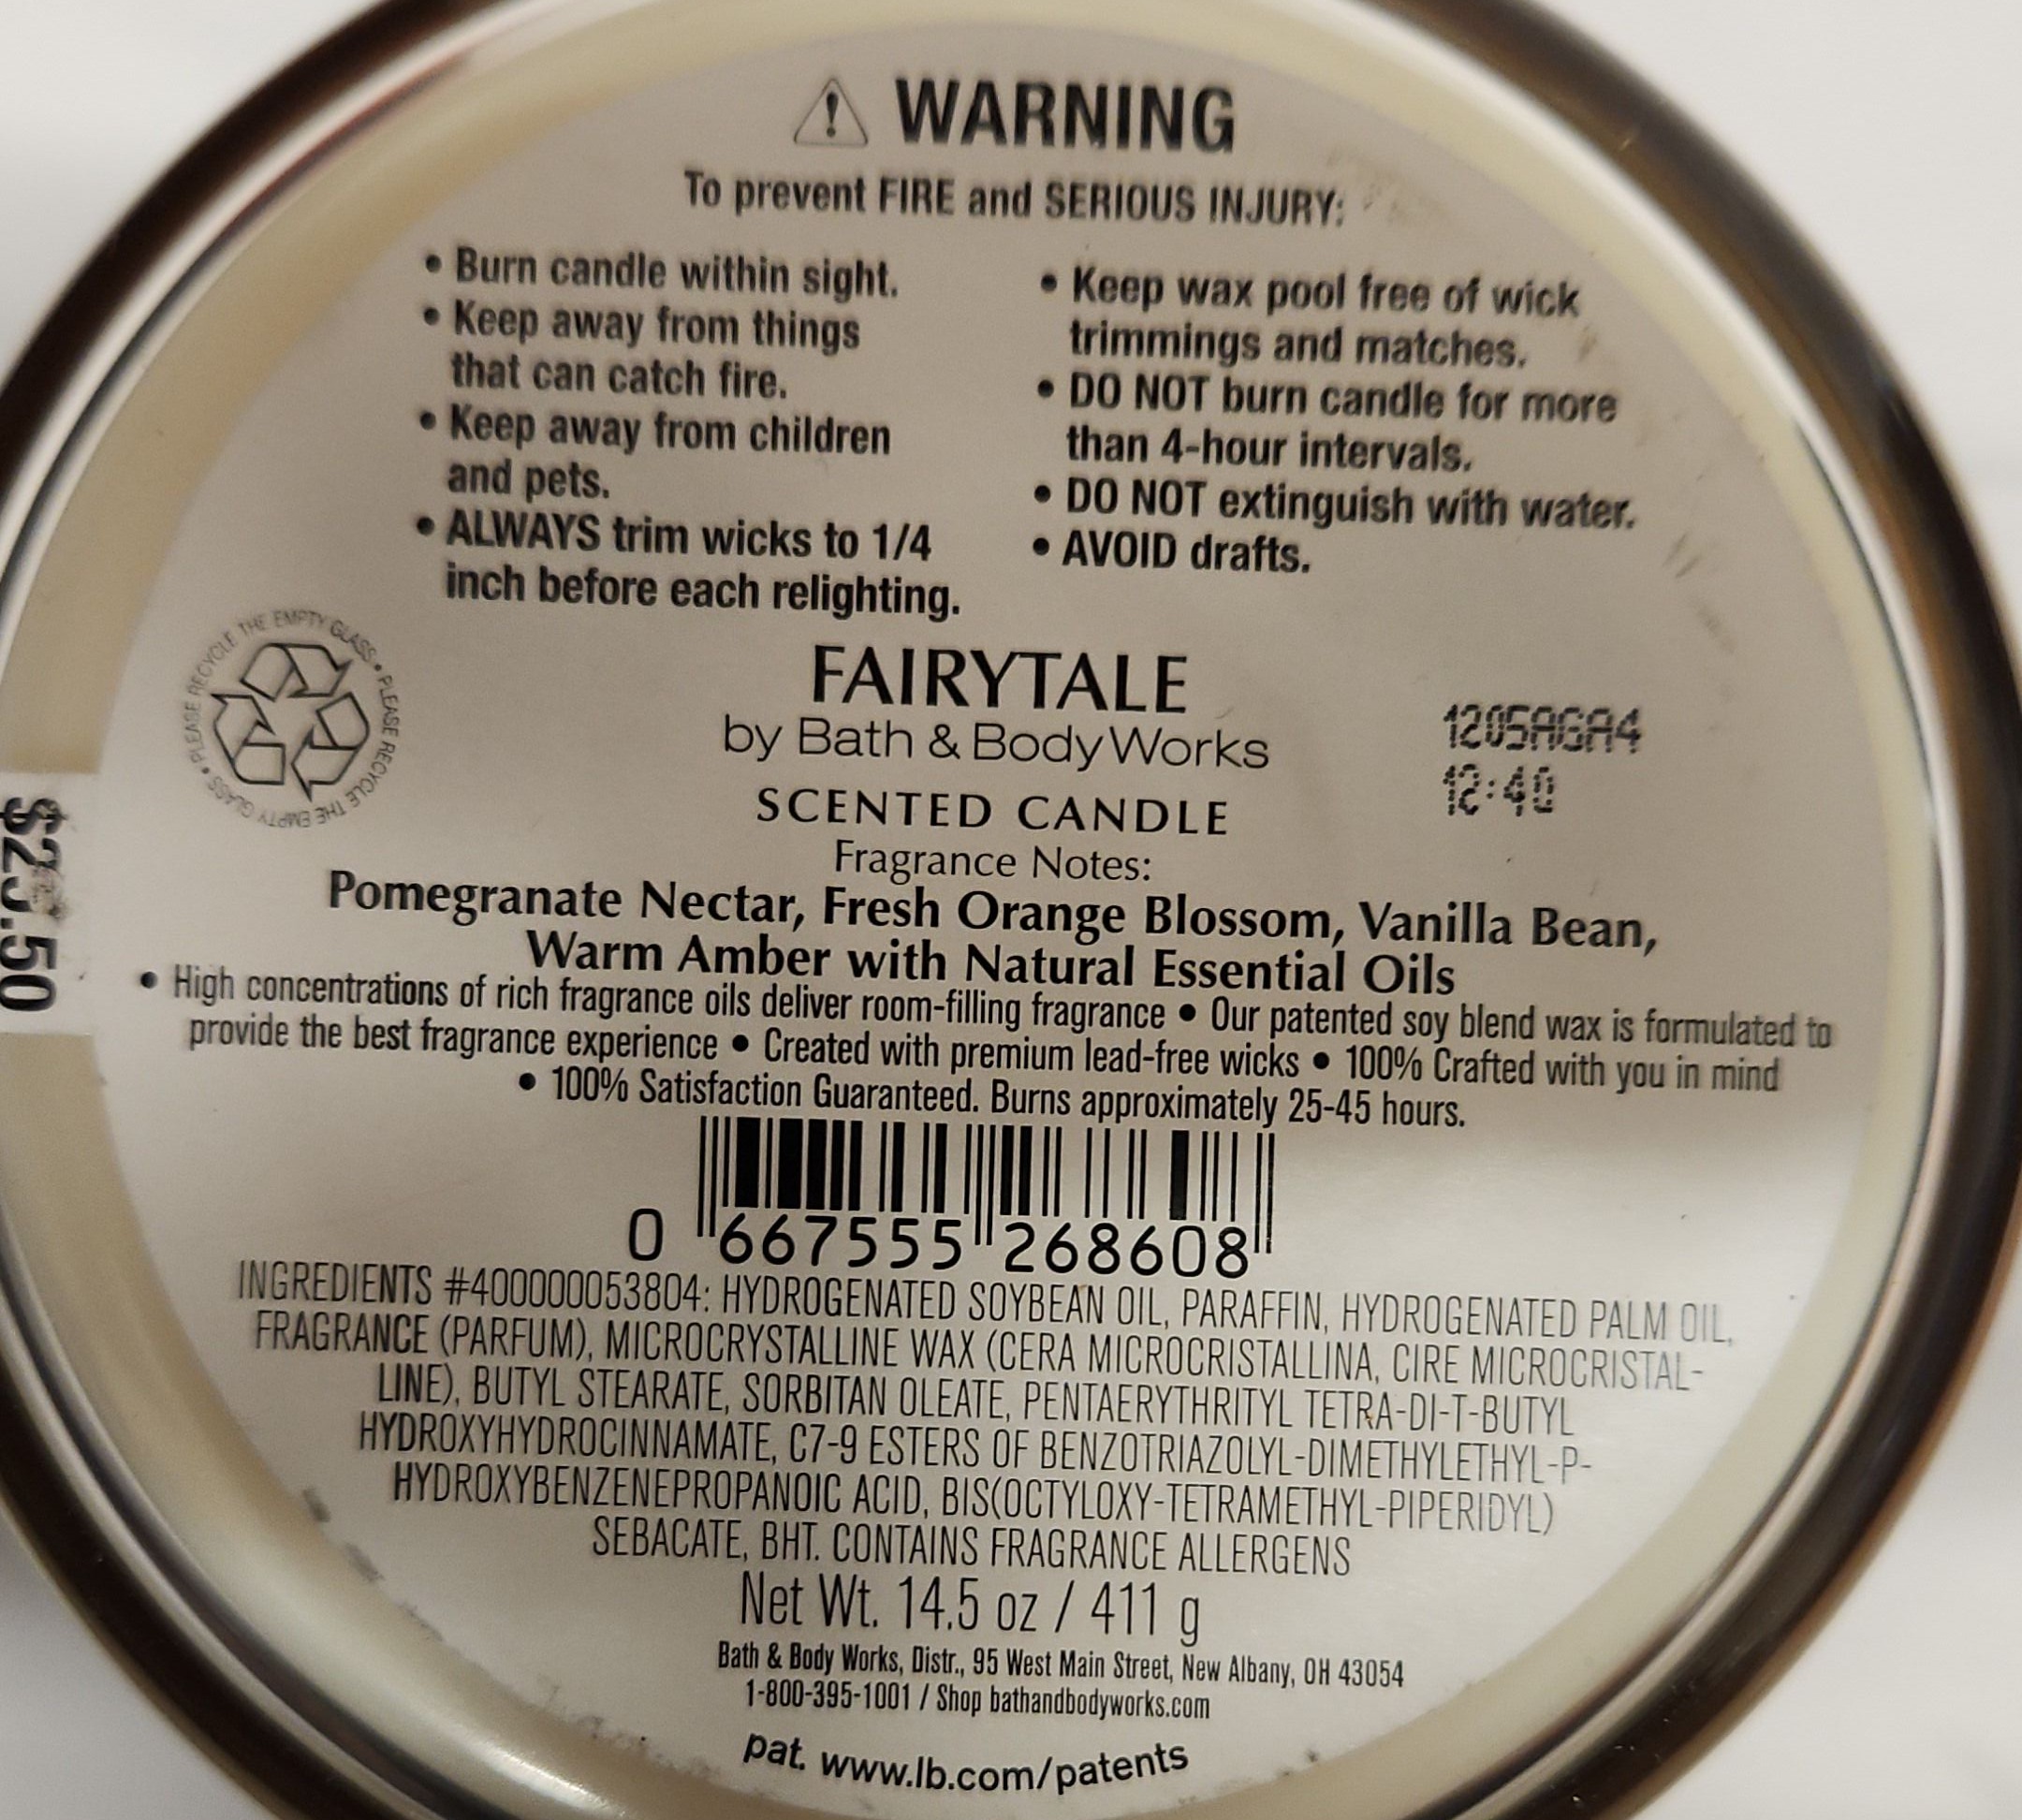 WARNING
To prevent FIRE and SERIOUS INJURY:
• Burn candle within sight.
• Keep away from things
that can catch fire.
• Keep away from children
and pets.
• ALWAYS trim wicks to 1/4
inch before each relighting.
• Keep wax pool free of wick
trimmings and matches.
• DO NOT burn candle for more
than 4-hour intervals.
• DO NOT extinguish with water.
• AVOID drafts.
PLEASE RECYCLE THE EMPTY GLASS • PLEASE RECYCLE THE EMPTY GLASS •
FAIRYTALE
by Bath & Body Works
SCENTED CANDLE
1205AGA4
12:40
Fragrance Notes:
Pomegranate Nectar, Fresh Orange Blossom, Vanilla Bean,
Warm Amber with Natural Essential Oils
• High concentrations of rich fragrance oils deliver room-filling fragrance • Our patented soy blend wax is formulated to
provide the best fragrance experience • Created with premium lead-free wicks • 100% Crafted with you in mind
• 100% Satisfaction Guaranteed. Burns approximately 25-45 hours.
0 667555 268608
INGREDIENTS #400000053804: HYDROGENATED SOYBEAN OIL, PARAFFIN, HYDROGENATED PALM OIL,
FRAGRANCE (PARFUM), MICROCRYSTALLINE WAX (CERA MICROCRISTALLINA, CIRE MICROCRISTAL-
LINE), BUTYL STEARATE, SORBITAN OLEATE, PENTAERYTHRITYL TETRA-DI-T-BUTYL
HYDROXYHYDROCINNAMATE, C7-9 ESTERS OF BENZOTRIAZOLYL-DIMETHYLETHYL-P-
HYDROXYBENZENEPROPANOIC ACID, BIS(OCTYLOXY-TETRAMETHYL-PIPERIDYL)
SEBACATE, BHT. CONTAINS FRAGRANCE ALLERGENS
Net Wt. 14.5 oz / 411 g
Bath & Body Works, Distr., 95 West Main Street, New Albany, OH 43054
1-800-395-1001 / Shop bathandbodyworks.com
pat. www.lb.com/patents